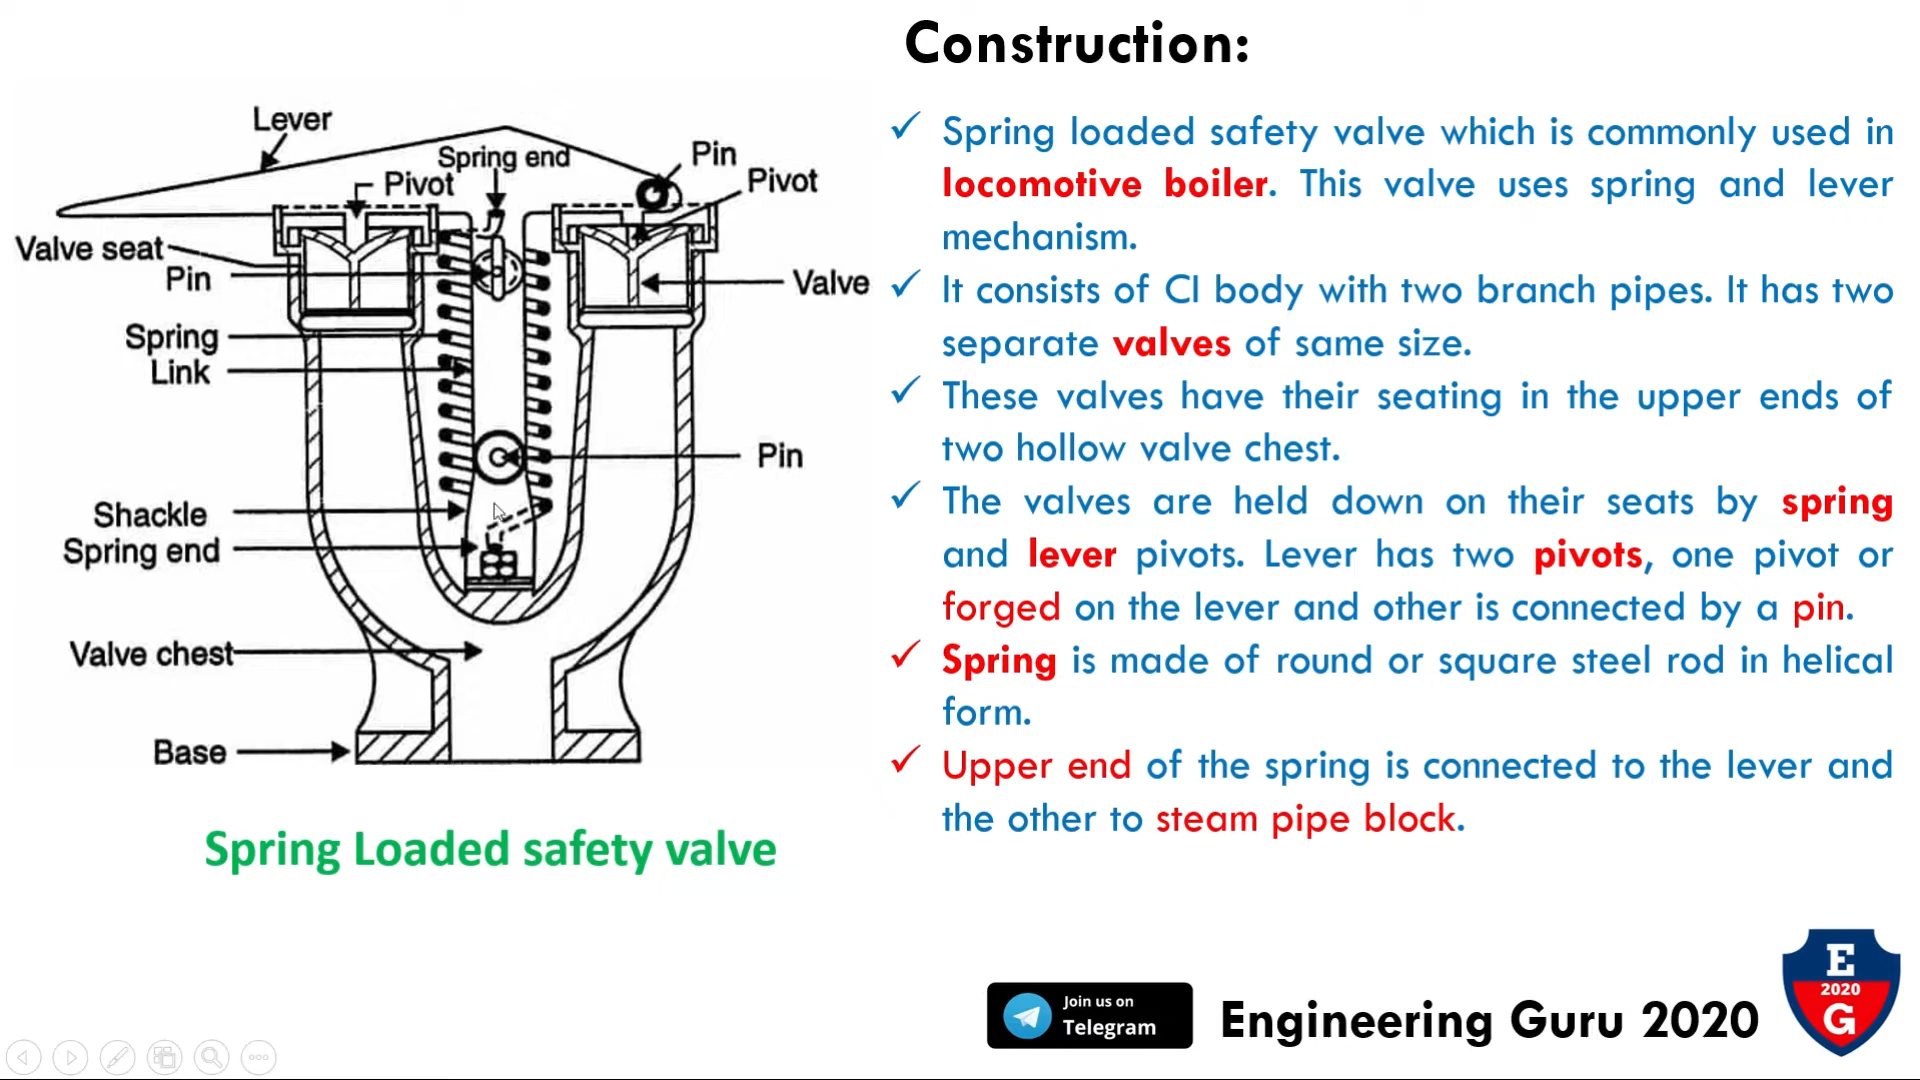 Construction:
Lever
Spring end
Pin
Pivot
Pivot
Valve seat
Pin
Valve
Spring
Link
Pin
Shackle
Spring end
Valve chest
Base
Spring Loaded safety valve
✓ Spring loaded safety valve which is commonly used in
locomotive boiler. This valve uses spring and lever
mechanism.
✓ It consists of CI body with two branch pipes. It has two
separate valves of same size.
✓ These valves have their seating in the upper ends of
two hollow valve chest.
✓ The valves are held down on their seats by spring
and lever pivots. Lever has two pivots, one pivot or
forged on the lever and other is connected by a pin.
✓ Spring is made of round or square steel rod in helical
form.
✓ Upper end of the spring is connected to the lever and
the other to steam pipe block.
Join us on
Telegram
Engineering Guru 2020
E
2020
G